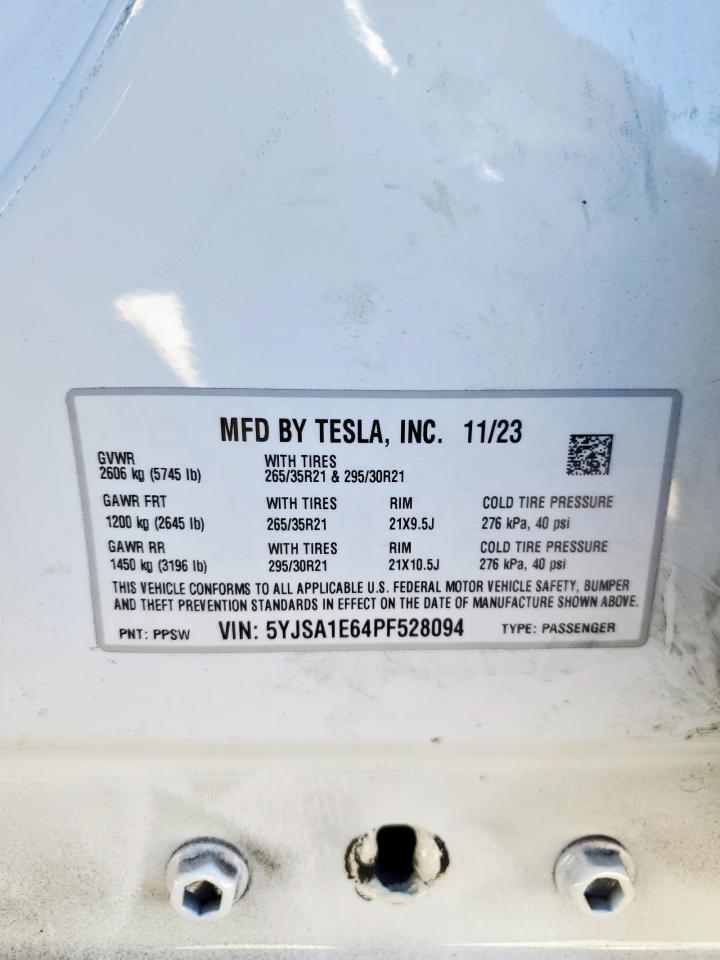 MFD BY TESLA, INC. 11/23
GVWR WITH TIRES
2606 kg (5745 lb) 265/35R21 & 295/30R21
GAWR FRT WITH TIRES RIM COLD TIRE PRESSURE
1200 kg (2645 lb) 265/35R21 21X9.5J 276 kPa, 40 psi
GAWR RR WITH TIRES RIM COLD TIRE PRESSURE
1450 kg (3196 lb) 295/30R21 21X10.5J 276 kPa, 40 psi
THIS VEHICLE CONFORMS TO ALL APPLICABLE U.S. FEDERAL MOTOR VEHICLE SAFETY, BUMPER
AND THEFT PREVENTION STANDARDS IN EFFECT ON THE DATE OF MANUFACTURE SHOWN ABOVE.
PNT: PPSW VIN: 5YJSA1E64PF528094 TYPE: PASSENGER